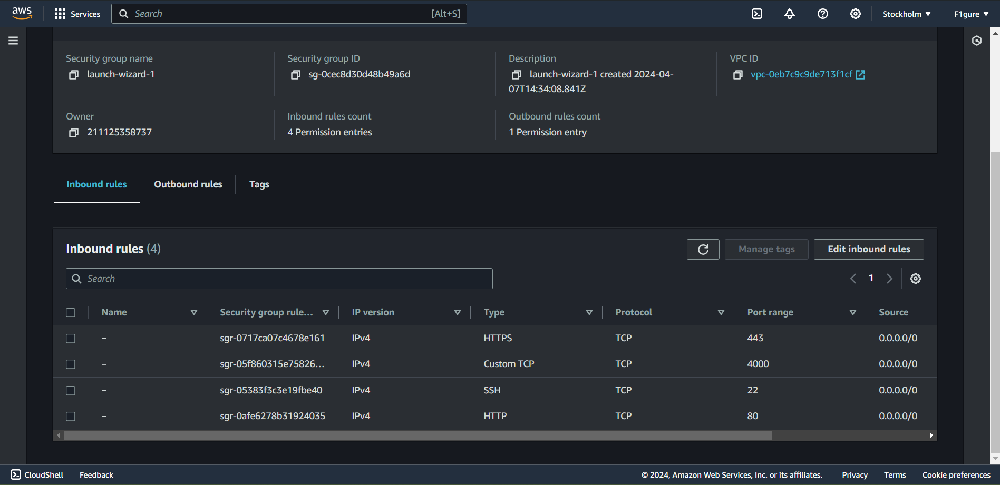 aws
Services
Search
[Alt+S]
Stockholm
F1gure
Security group name
launch-wizard-1
Security group ID
sg-0cec8d30d48b49a6d
Description
launch-wizard-1 created 2024-04-
07T14:34:08.841Z
VPC ID
vpc-0eb7c9c9de713f1cf
Owner
211125358737
Inbound rules count
4 Permission entries
Outbound rules count
1 Permission entry
Inbound rules
Outbound rules
Tags
Inbound rules (4)
Manage tags
Edit inbound rules
Search
1
Name Security group rule... IP version Type Protocol Port range Source
– sgr-0717ca07c4678e161 IPv4 HTTPS TCP 443 0.0.0.0/0
– sgr-05f860315e75826... IPv4 Custom TCP TCP 4000 0.0.0.0/0
– sgr-05383f3c3e19fbe40 IPv4 SSH TCP 22 0.0.0.0/0
– sgr-0afe6278b31924035 IPv4 HTTP TCP 80 0.0.0.0/0
CloudShell
Feedback
© 2024, Amazon Web Services, Inc. or its affiliates.
Privacy
Terms
Cookie preferences